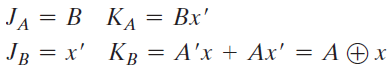 J_A = B K_A = Bx'
J_B = x' K_B = A'x + Ax' = A ⊕ x